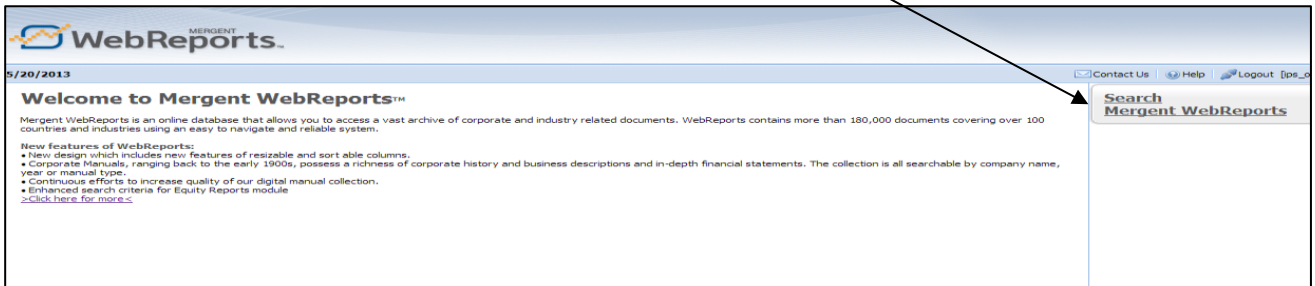 MERGENT
WebReports™
5/20/2013
Contact Us
Help
Logout [ips_o
Welcome to Mergent WebReports™
Search
Mergent WebReports
Mergent WebReports is an online database that allows you to access a vast archive of corporate and industry related documents. WebReports contains more than 180,000 documents covering over 100
countries and industries using an easy to navigate and reliable system.
New features of WebReports:
• New design which includes new features of resizable and sort able columns.
• Corporate Manuals, ranging back to the early 1900s, possess a richness of corporate history and business descriptions and in-depth financial statements. The collection is all searchable by company name,
year or manual type.
• Continuous efforts to increase quality of our digital manual collection.
• Enhanced search criteria for Equity Reports module
>Click here for more<